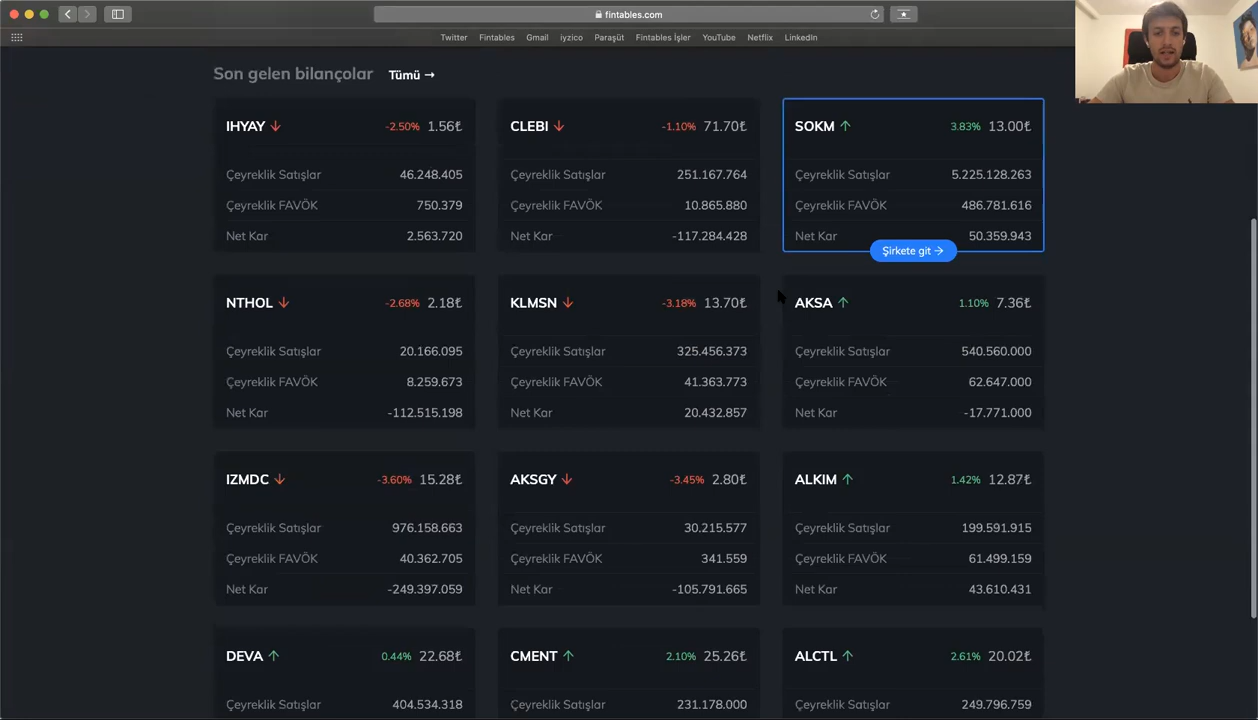 fintables.com
Twitter Fintables Gmail iyzico Paraşüt Fintables İşler YouTube Netflix LinkedIn
Son gelen bilançolar Tümü →
IHYAY ↓ -2.50% 1.56₺
Çeyreklik Satışlar 46.248.405
Çeyreklik FAVÖK 750.379
Net Kar 2.563.720
CLEBI ↓ -1.10% 71.70₺
Çeyreklik Satışlar 251.167.764
Çeyreklik FAVÖK 10.865.880
Net Kar -117.284.428
SOKM ↑ 3.83% 13.00₺
Çeyreklik Satışlar 5.225.128.263
Çeyreklik FAVÖK 486.781.616
Net Kar 50.359.943
Şirkete git →
NTHOL ↓ -2.68% 2.18₺
Çeyreklik Satışlar 20.166.095
Çeyreklik FAVÖK 8.259.673
Net Kar -112.515.198
KLMSN ↓ -3.18% 13.70₺
Çeyreklik Satışlar 325.456.373
Çeyreklik FAVÖK 41.363.773
Net Kar 20.432.857
AKSA ↑ 1.10% 7.36₺
Çeyreklik Satışlar 540.560.000
Çeyreklik FAVÖK 62.647.000
Net Kar -17.771.000
IZMDC ↓ -3.60% 15.28₺
Çeyreklik Satışlar 976.158.663
Çeyreklik FAVÖK 40.362.705
Net Kar -249.397.059
AKSGY ↓ -3.45% 2.80₺
Çeyreklik Satışlar 30.215.577
Çeyreklik FAVÖK 341.559
Net Kar -105.791.665
ALKIM ↑ 1.42% 12.87₺
Çeyreklik Satışlar 199.591.915
Çeyreklik FAVÖK 61.499.159
Net Kar 43.610.431
DEVA ↑ 0.44% 22.68₺
Çeyreklik Satışlar 404.534.318
CMENT ↑ 2.10% 25.26₺
Çeyreklik Satışlar 231.178.000
ALCTL ↑ 2.61% 20.02₺
Çeyreklik Satışlar 249.796.759